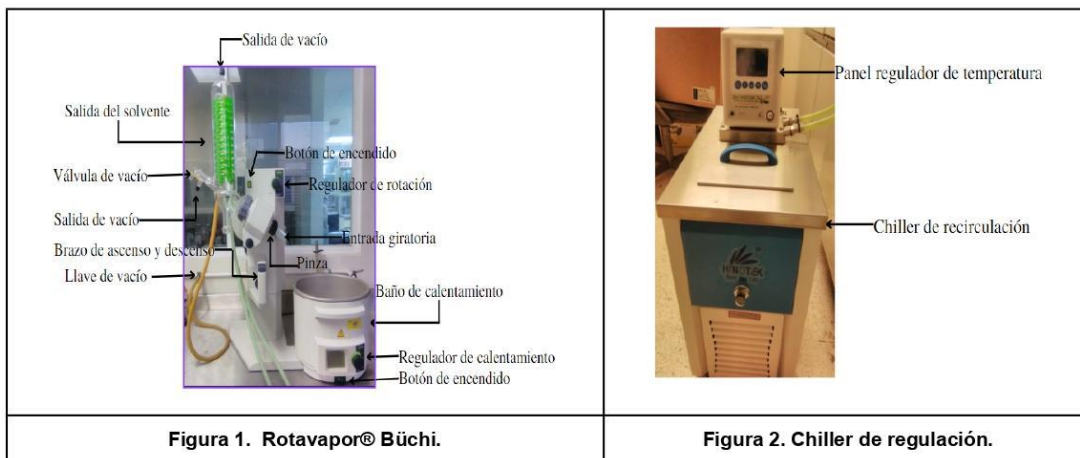 Salida de vacío
Salida del solvente
Botón de encendido
Válvula de vacío
Regulador de rotación
Salida de vacío
Entrada giratoria
Brazo de ascenso y descenso
Pinza
Llave de vacío
Baño de calentamiento
Regulador de calentamiento
Botón de encendido
Figura 1. Rotavapor® Büchi.
Panel regulador de temperatura
Chiller de recirculación
Figura 2. Chiller de regulación.